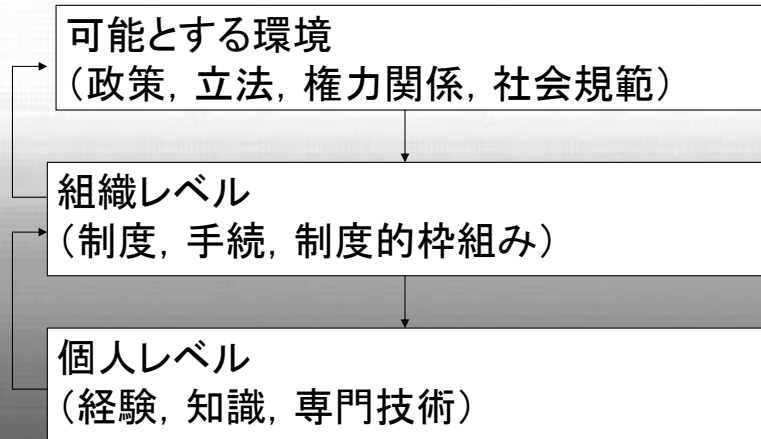 可能とする環境
（政策，立法，権力関係，社会規範）
組織レベル
（制度，手続，制度的枠組み）
個人レベル
（経験，知識，専門技術）